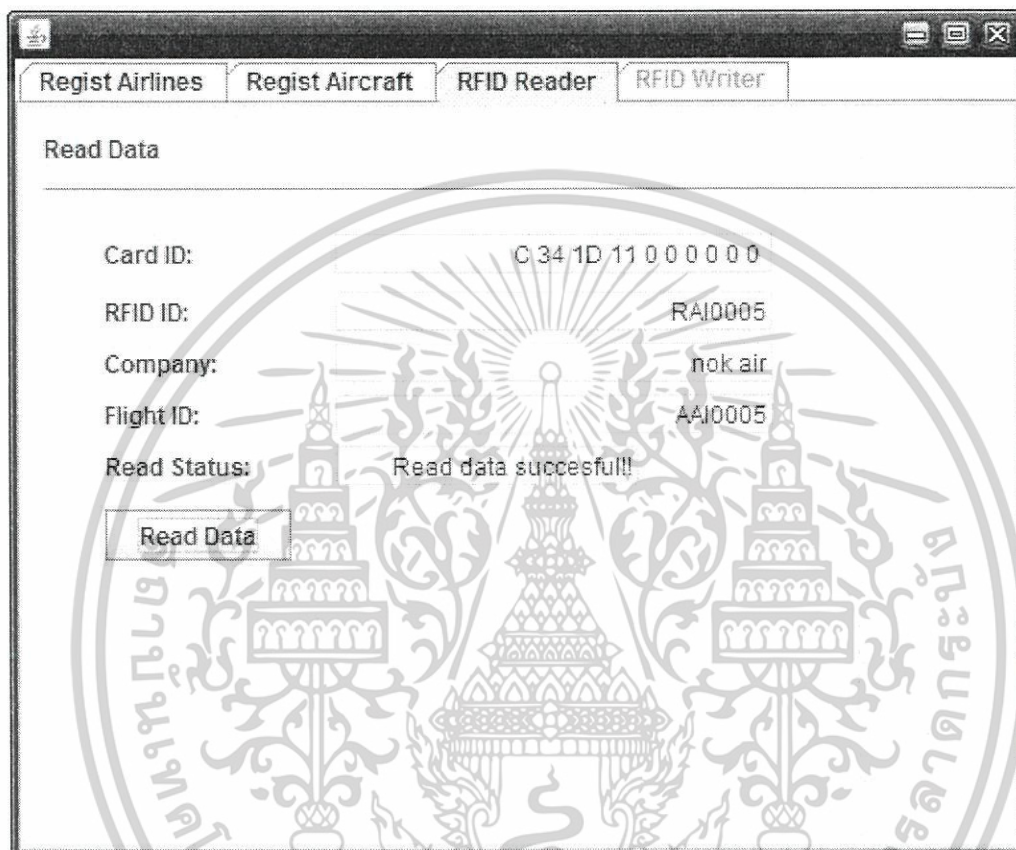 Regist Airlines Regist Aircraft RFID Reader RFID Writer
Read Data
Card ID: C 34 1D 11 0 0 0 0 0 0
RFID ID: RAI0005
Company: nok air
Flight ID: AAI0005
Read Status: Read data succesful!!
Read Data